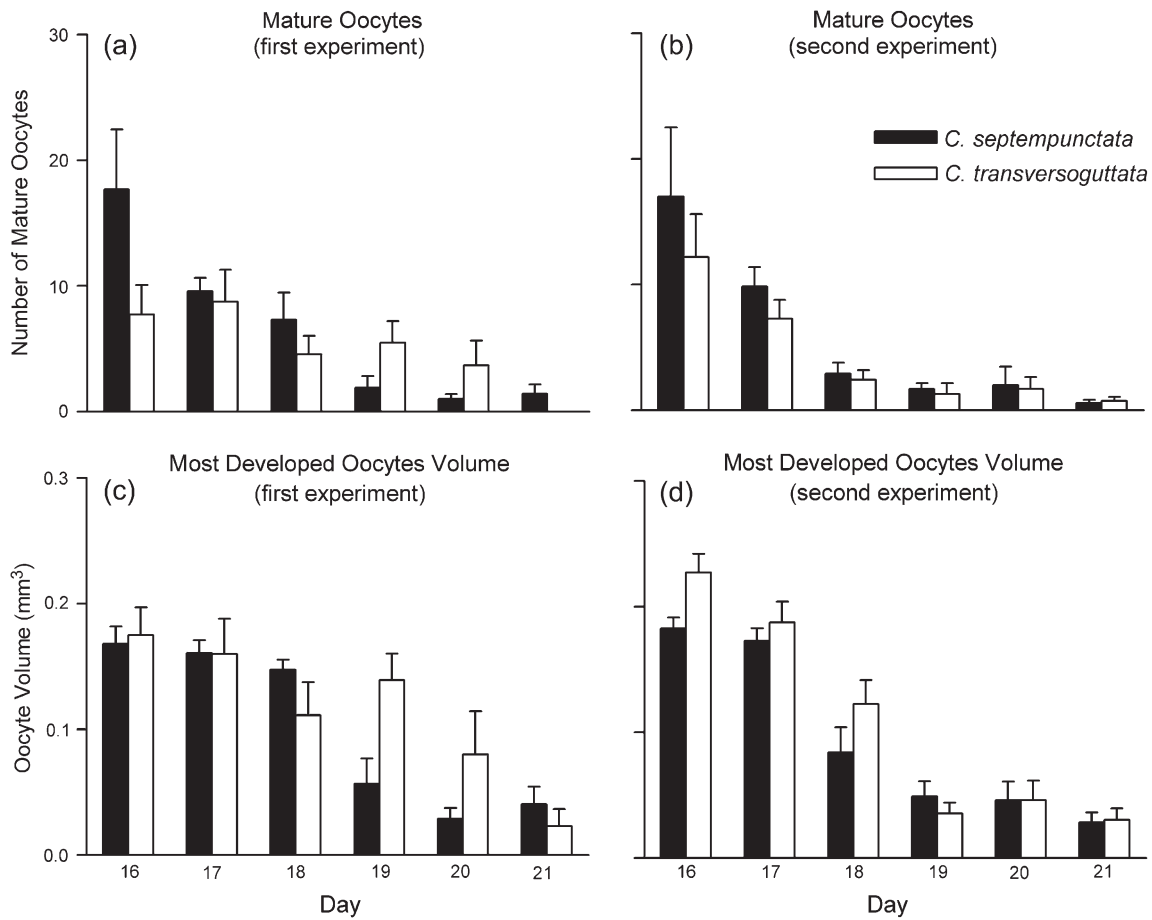 Mature Oocytes
(first experiment)
(a)
30
20
10
0
Number of Mature Oocytes
Mature Oocytes
(second experiment)
(b)
C. septempunctata
C. transversoguttata
Most Developed Oocytes Volume
(first experiment)
(c)
0.3
0.2
0.1
0.0
Oocyte Volume (mm³)
16 17 18 19 20 21
Day
Most Developed Oocytes Volume
(second experiment)
(d)
16 17 18 19 20 21
Day